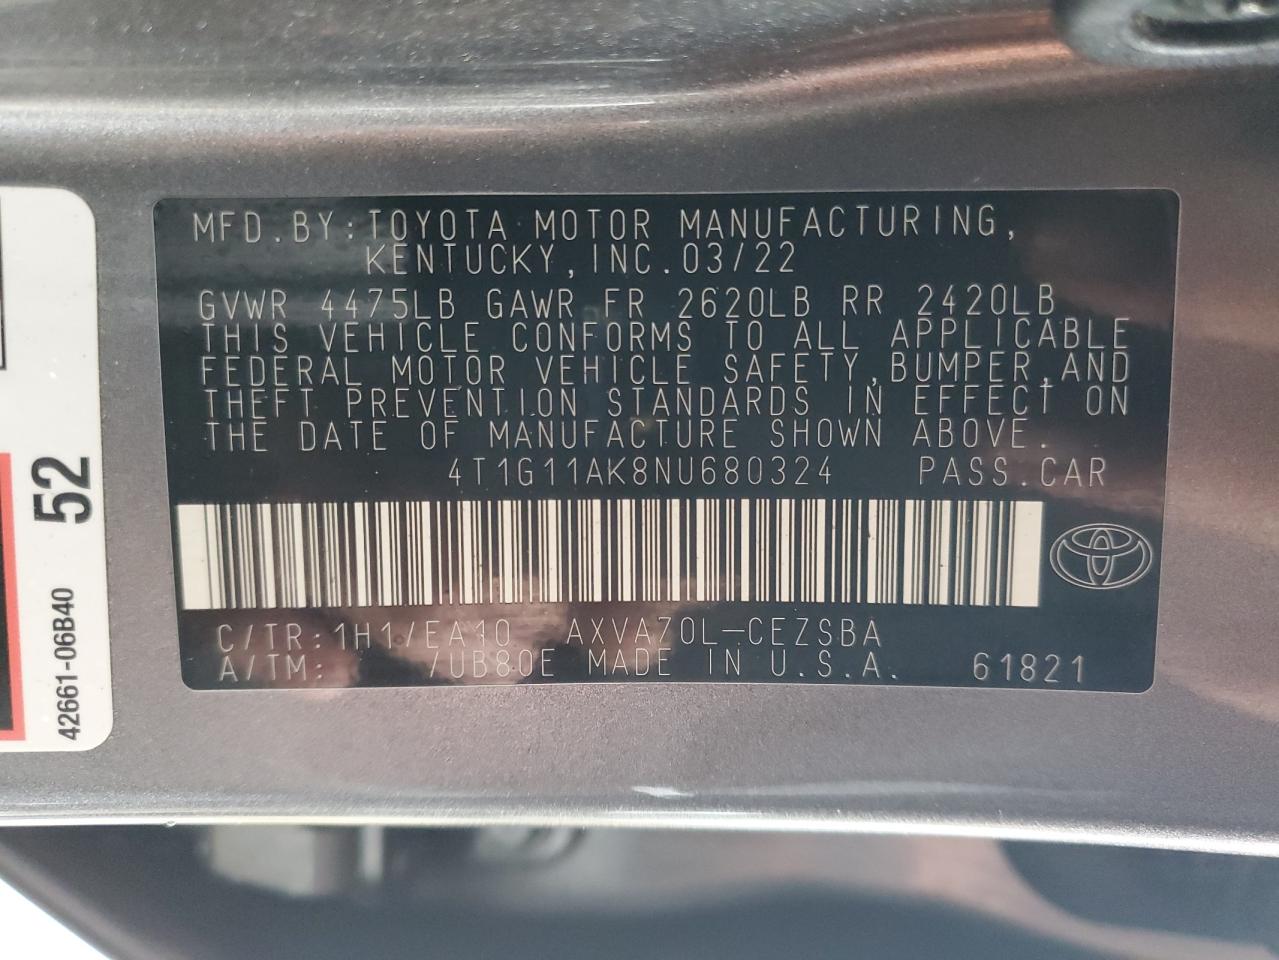 MFD.BY:TOYOTA MOTOR MANUFACTURING,
KENTUCKY,INC.03/22
GVWR 4475LB GAWR FR 2620LB RR 2420LB
THIS VEHICLE CONFORMS TO ALL APPLICABLE
FEDERAL MOTOR VEHICLE SAFETY,BUMPER,AND
THEFT PREVENTION STANDARDS IN EFFECT ON
THE DATE OF MANUFACTURE SHOWN ABOVE.
4T1G11AK8NU680324 PASS.CAR
C/TR:1H1/EA10 AXVA70L-CEZSBA
A/TM: /UB80E MADE IN U.S.A. 61821
52
42661-06B40